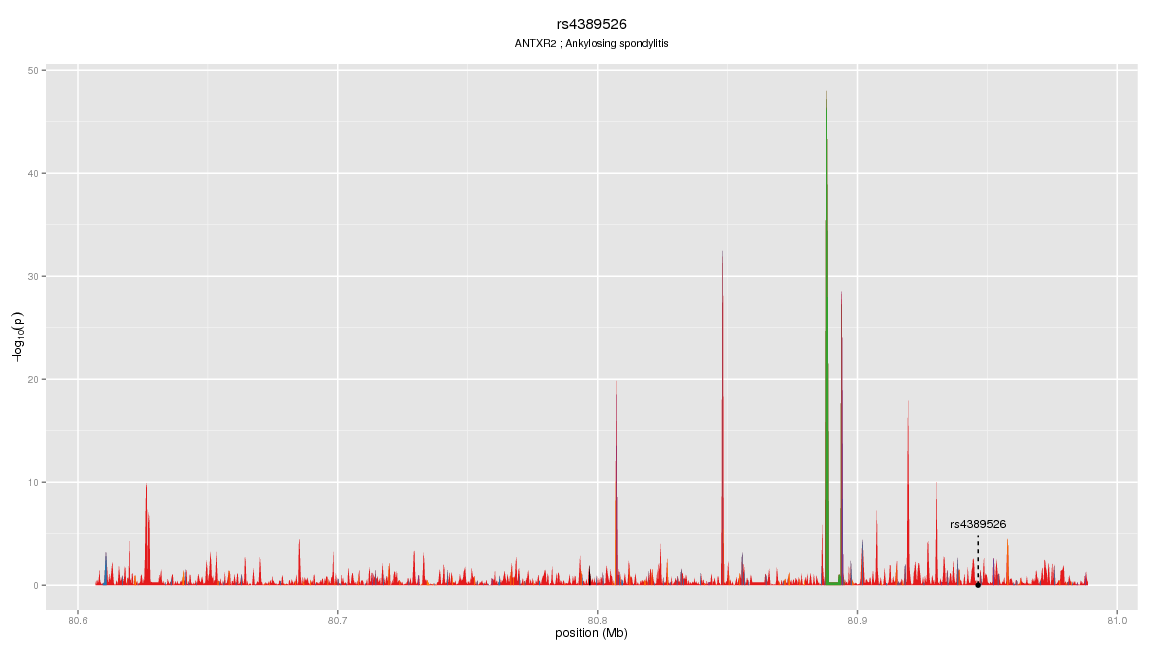 rs4389526
ANTXR2 ; Ankylosing spondylitis
50
40
30
20
10
0
−log10(p)
rs4389526
80.6 80.7 80.8 80.9 81.0
position (Mb)